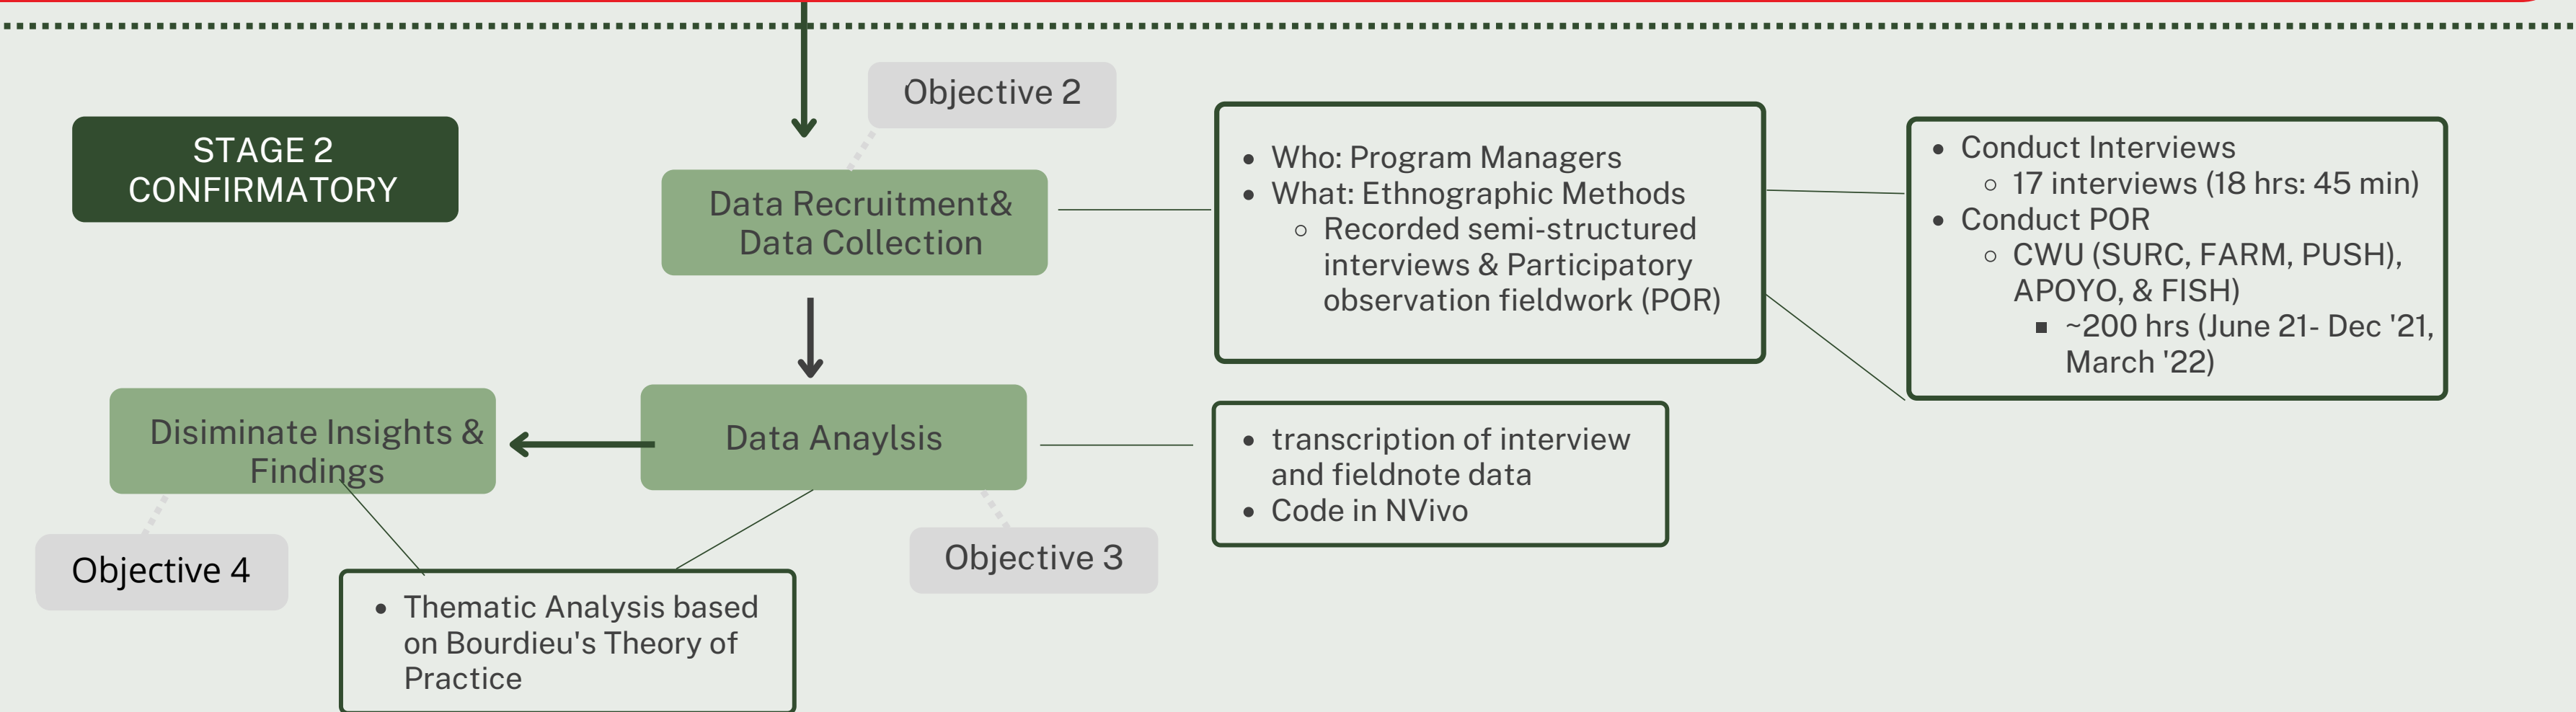 Objective 2
STAGE 2
CONFIRMATORY
Data Recruitment&
Data Collection
• Who: Program Managers
• What: Ethnographic Methods
○ Recorded semi-structured
interviews & Participatory
observation fieldwork (POR)
• Conduct Interviews
○ 17 interviews (18 hrs: 45 min)
• Conduct POR
○ CWU (SURC, FARM, PUSH),
APOYO, & FISH)
▪ ~200 hrs (June 21- Dec '21,
March '22)
Disiminate Insights &
Findings
Data Anaylsis
• transcription of interview
and fieldnote data
• Code in NVivo
Objective 4
Objective 3
• Thematic Analysis based
on Bourdieu's Theory of
Practice